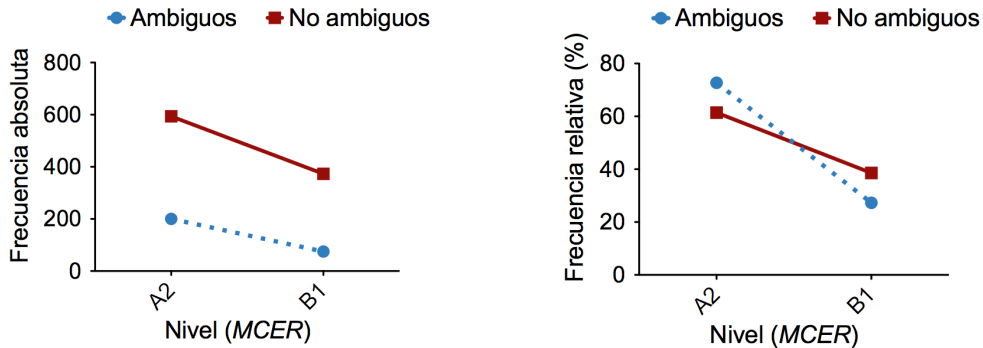 Ambiguos No ambiguos
Frecuencia absoluta
800
600
400
200
0
A2 B1
Nivel (MCER)
Ambiguos No ambiguos
Frecuencia relativa (%)
80
60
40
20
0
A2 B1
Nivel (MCER)